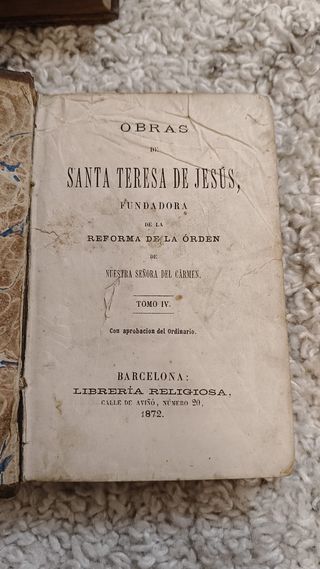 OBRAS
DE
SANTA TERESA DE JESÚS,
FUNDADORA
DE LA
REFORMA DE LA ÓRDEN
DE
NUESTRA SEÑORA DEL CÁRMEN.
TOMO IV.
Con aprobacion del Ordinario.
BARCELONA:
LIBRERÍA RELIGIOSA,
CALLE DE AVIÑÓ, NÚMERO 20,
1872.